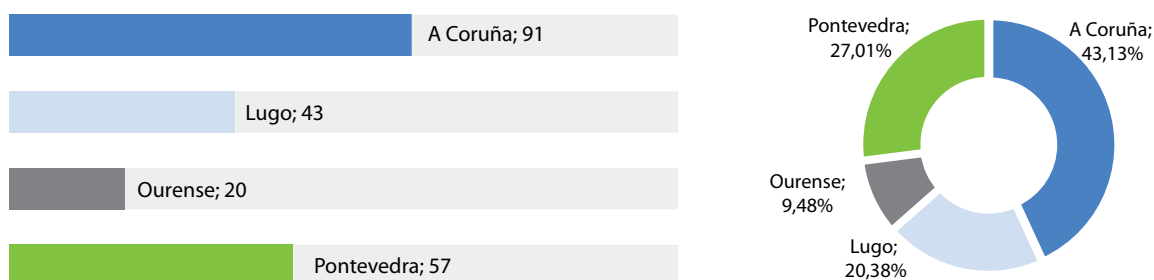 A Coruña; 91
Lugo; 43
Ourense; 20
Pontevedra; 57
Pontevedra;
27,01%
A Coruña;
43,13%
Ourense;
9,48%
Lugo;
20,38%